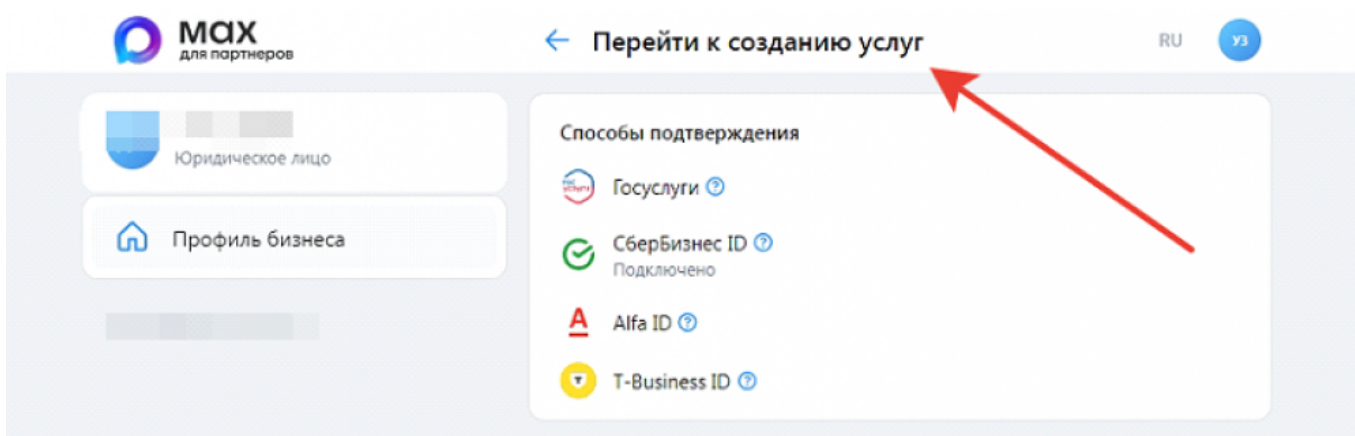 мах
для партнеров
← Перейти к созданию услуг
RU
УЗ
Юридическое лицо
Профиль бизнеса
Способы подтверждения
Госуслуги ?
СберБизнес ID ?
Подключено
Alfa ID ?
T-Business ID ?